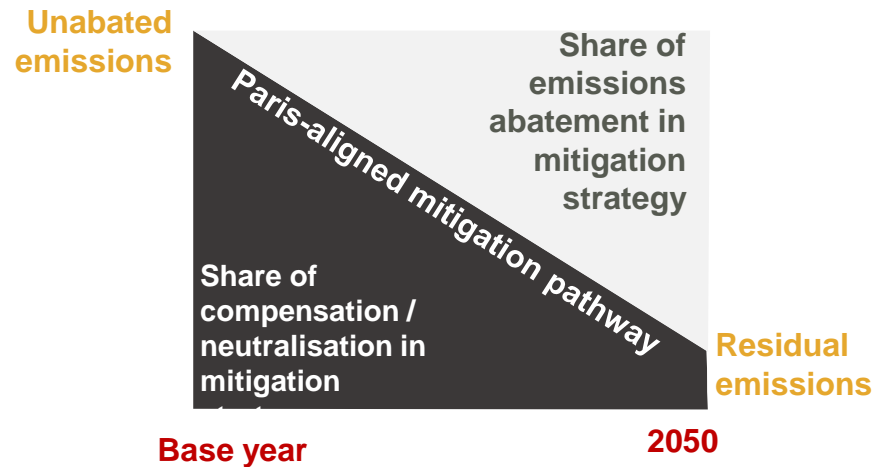 Unabated
emissions
Share of
emissions
abatement in
mitigation
strategy
Paris-aligned mitigation pathway
Share of
compensation /
neutralisation in
mitigation
Residual
emissions
Base year
2050